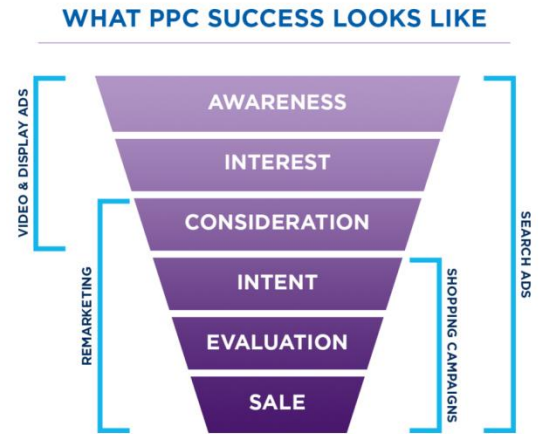 WHAT PPC SUCCESS LOOKS LIKE
VIDEO & DISPLAY ADS
REMARKETING
AWARENESS
INTEREST
CONSIDERATION
INTENT
EVALUATION
SALE
SHOPPING CAMPAIGNS
SEARCH ADS